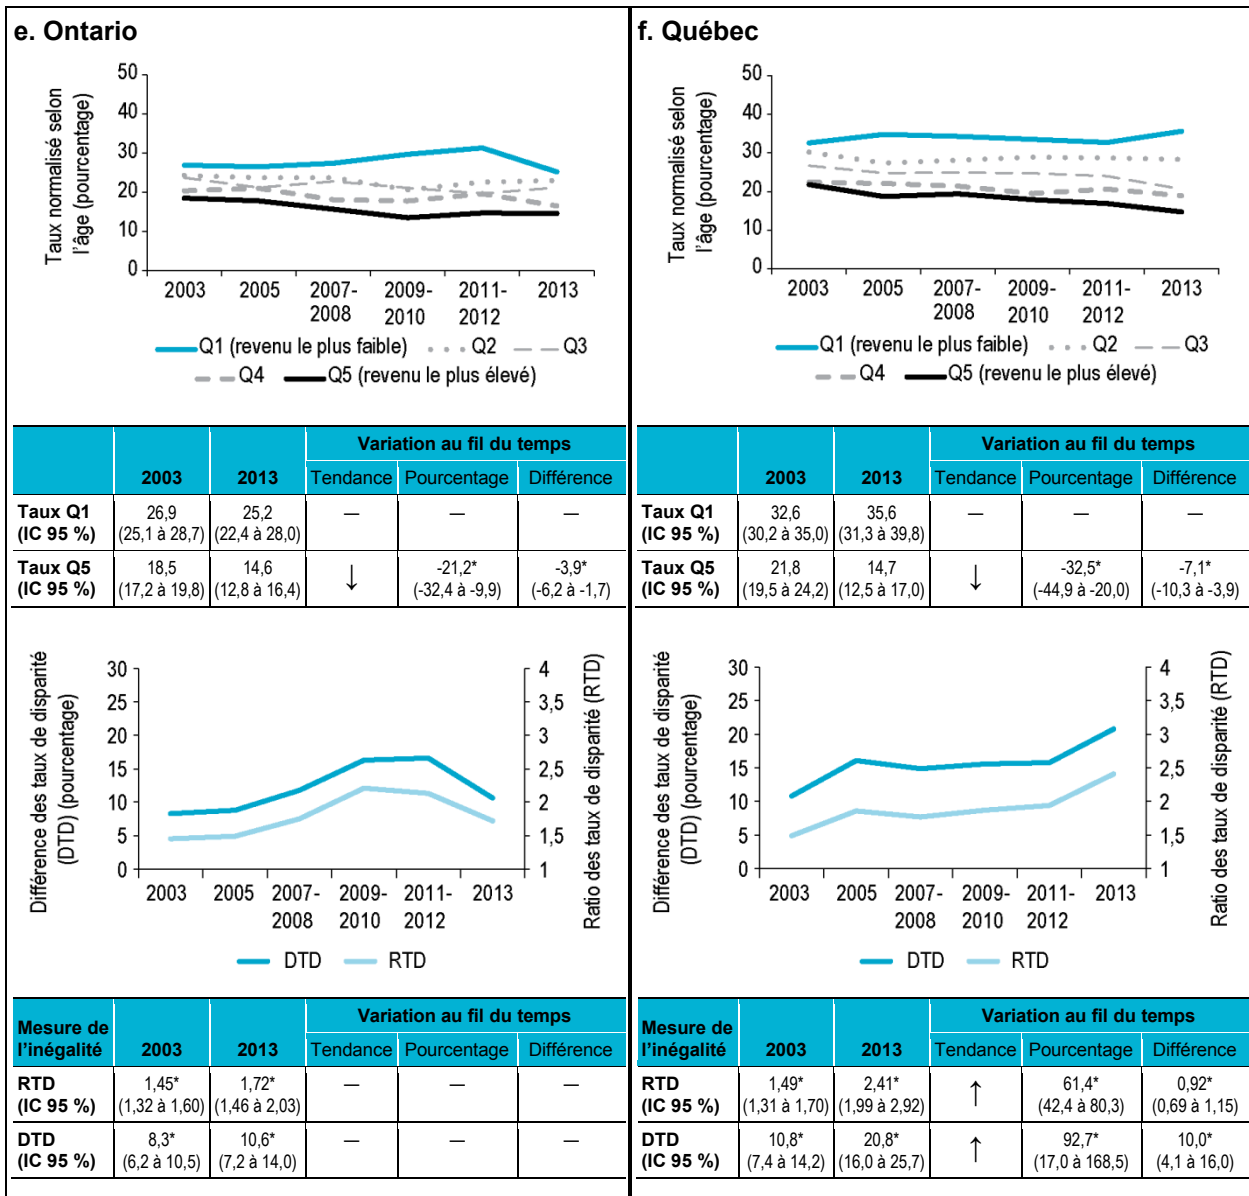 e. Ontario
Taux normalisé selon
l'âge (pourcentage)
50
40
30
20
10
0
2003 2005 2007- 2009- 2011- 2013
2008 2010 2012
Q1 (revenu le plus faible) Q2 Q3
Q4 Q5 (revenu le plus élevé)
Variation au fil du temps
2003 2013 Tendance Pourcentage Différence
Taux Q1 26,9 25,2 — — —
(IC 95 %) (25,1 à 28,7) (22,4 à 28,0)
Taux Q5 18,5 14,6 ↓ -21,2* -3,9*
(IC 95 %) (17,2 à 19,8) (12,8 à 16,4) (-32,4 à -9,9) (-6,2 à -1,7)
Différence des taux de disparité
(DTD) (pourcentage)
30
25
20
15
10
5
0
4
3,5
3
2,5
2
1,5
1
Ratio des taux de disparité (RTD)
2003 2005 2007- 2009- 2011- 2013
2008 2010 2012
DTD RTD
Mesure de
l'inégalité 2003 2013 Variation au fil du temps
Tendance Pourcentage Différence
RTD 1,45* 1,72* — — —
(IC 95 %) (1,32 à 1,60) (1,46 à 2,03)
DTD 8,3* 10,6* — — —
(IC 95 %) (6,2 à 10,5) (7,2 à 14,0)
f. Québec
Taux normalisé selon
l'âge (pourcentage)
50
40
30
20
10
0
2003 2005 2007- 2009- 2011- 2013
2008 2010 2012
Q1 (revenu le plus faible) Q2 Q3
Q4 Q5 (revenu le plus élevé)
Variation au fil du temps
2003 2013 Tendance Pourcentage Différence
Taux Q1 32,6 35,6 — — —
(IC 95 %) (30,2 à 35,0) (31,3 à 39,8)
Taux Q5 21,8 14,7 ↓ -32,5* -7,1*
(IC 95 %) (19,5 à 24,2) (12,5 à 17,0) (-44,9 à -20,0) (-10,3 à -3,9)
Différence des taux de disparité
(DTD) (pourcentage)
30
25
20
15
10
5
0
4
3,5
3
2,5
2
1,5
1
Ratio des taux de disparité (RTD)
2003 2005 2007- 2009- 2011- 2013
2008 2010 2012
DTD RTD
Mesure de
l'inégalité 2003 2013 Variation au fil du temps
Tendance Pourcentage Différence
RTD 1,49* 2,41* ↑ 61,4* 0,92*
(IC 95 %) (1,31 à 1,70) (1,99 à 2,92) (42,4 à 80,3) (0,69 à 1,15)
DTD 10,8* 20,8* ↑ 92,7* 10,0*
(IC 95 %) (7,4 à 14,2) (16,0 à 25,7) (17,0 à 168,5) (4,1 à 16,0)